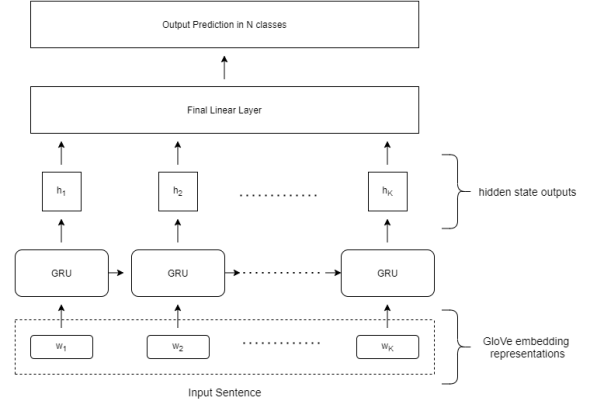 Output Prediction in N classes
Final Linear Layer
h1 h2 hK
hidden state outputs
GRU GRU GRU
w1 w2 wK
GloVe embedding
representations
Input Sentence